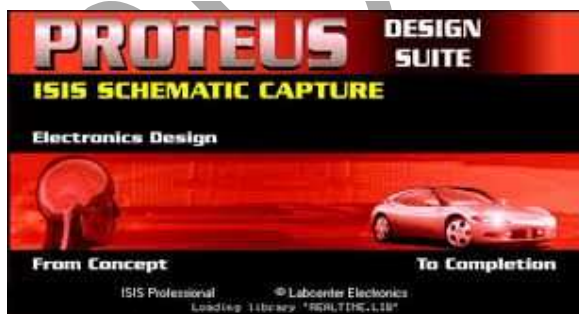 PROTEUS DESIGN
SUITE
ISIS SCHEMATIC CAPTURE
Electronics Design
From Concept To Completion
ISIS Professional © Labcenter Electronics
Loading library "REALTIME.LIB"